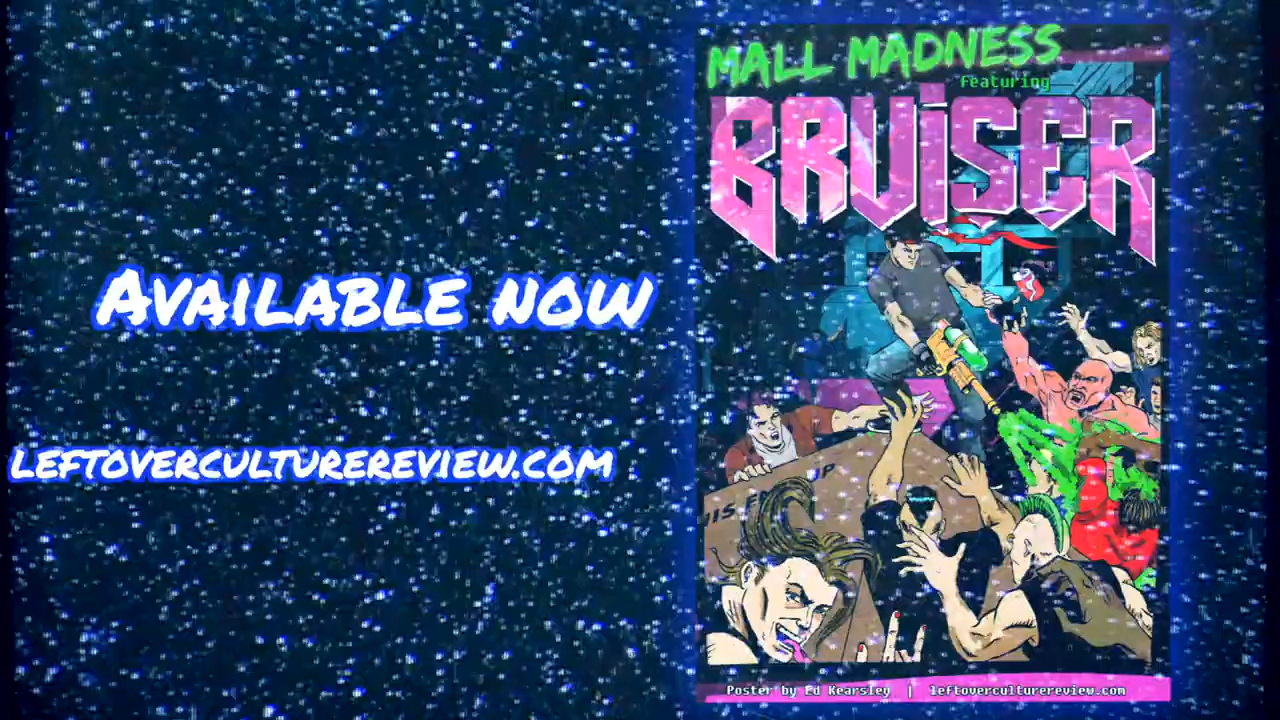 Available now
leftoverculturereview.com
MALL MADNESS
featuring
BRUiSER
Poster by Ed Kearsley | leftoverculturereview.com